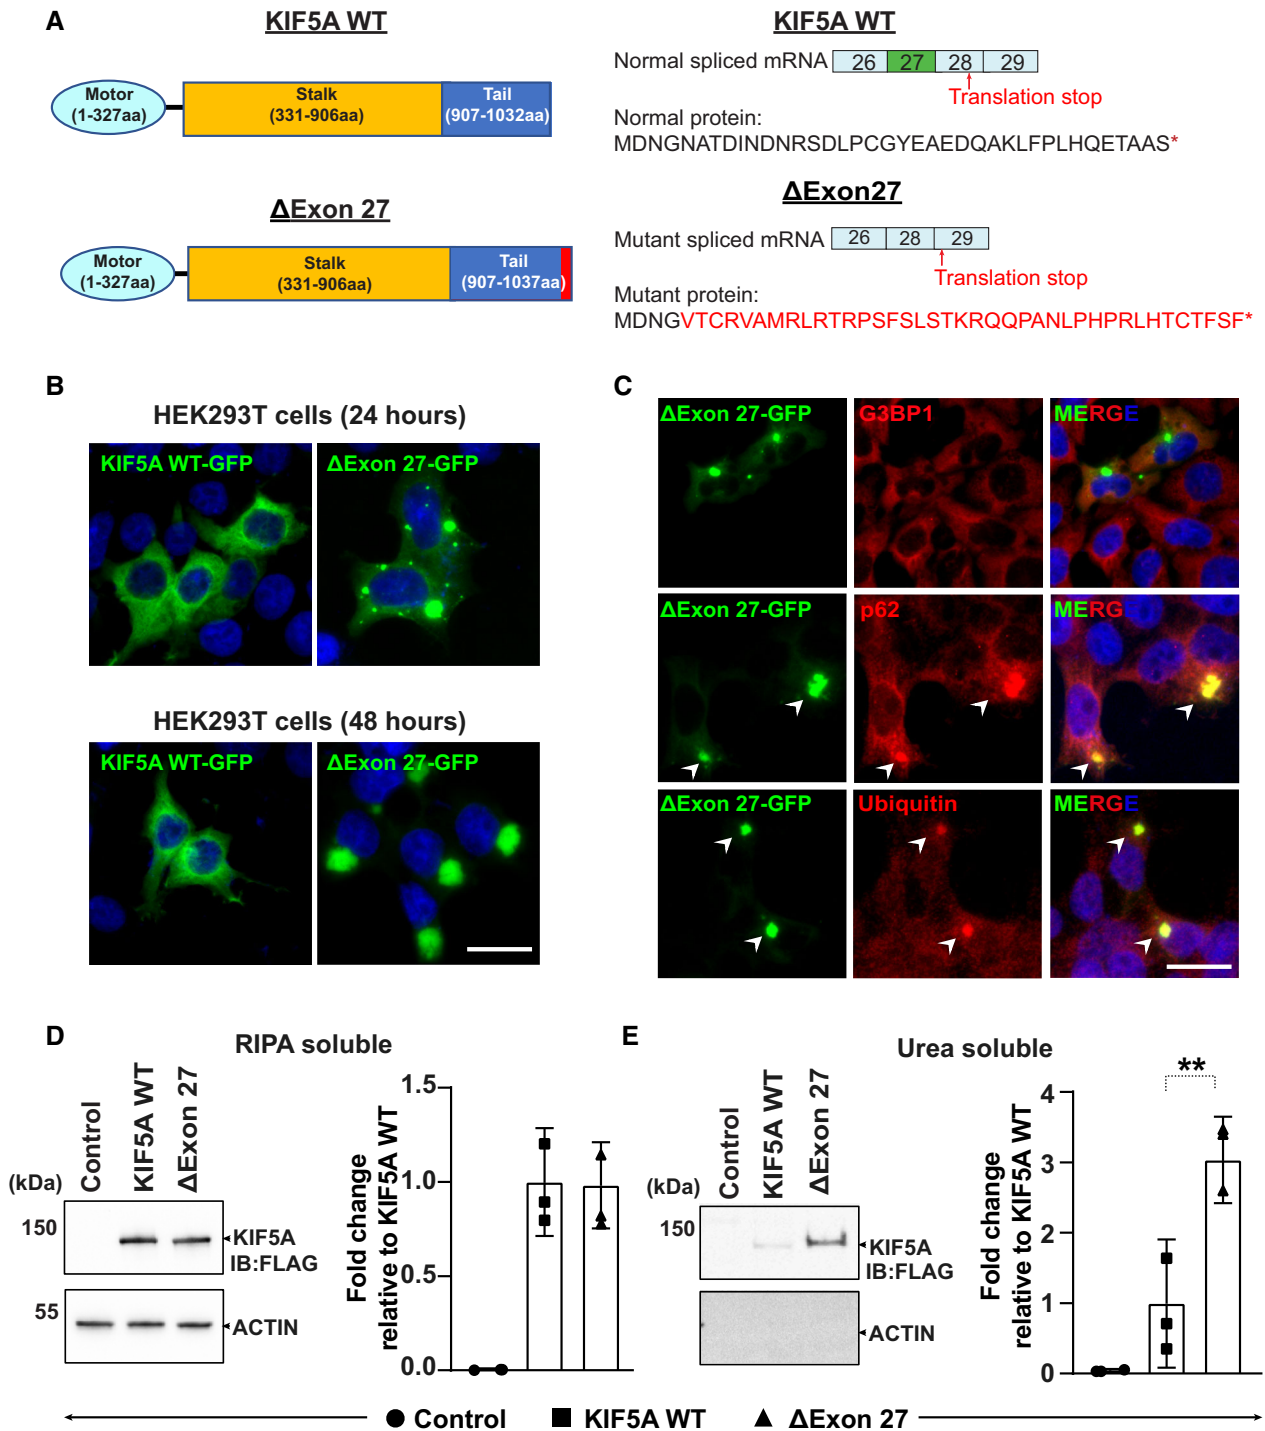 A
KIF5A WT
Motor
(1-327aa)
Stalk
(331-906aa)
Tail
(907-1032aa)
ΔExon 27
Motor
(1-327aa)
Stalk
(331-906aa)
Tail
(907-1037aa)
KIF5A WT
Normal spliced mRNA 26 27 28 29
Translation stop
Normal protein:
MDNGNATDINDNRSDLPCGYEAEDQAKLFPLHQETAAS*
ΔExon27
Mutant spliced mRNA 26 28 29
Translation stop
Mutant protein:
MDNGVTCRVAMRLRTRPSFSLSTKRQQPANLPHPRLHTCTFSF*
B
HEK293T cells (24 hours)
KIF5A WT-GFP
ΔExon 27-GFP
HEK293T cells (48 hours)
KIF5A WT-GFP
ΔExon 27-GFP
C
ΔExon 27-GFP
G3BP1
MERGE
ΔExon 27-GFP
p62
MERGE
ΔExon 27-GFP
Ubiquitin
MERGE
D
RIPA soluble
(kDa)
Control
KIF5A WT
ΔExon 27
150
KIF5A
IB:FLAG
55
ACTIN
Fold change
relative to KIF5A WT
1.5
1.0
0.5
0.0
E
Urea soluble
(kDa)
Control
KIF5A WT
ΔExon 27
150
KIF5A
IB:FLAG
ACTIN
Fold change
relative to KIF5A WT
4
3
2
1
0
**
Control
KIF5A WT
ΔExon 27